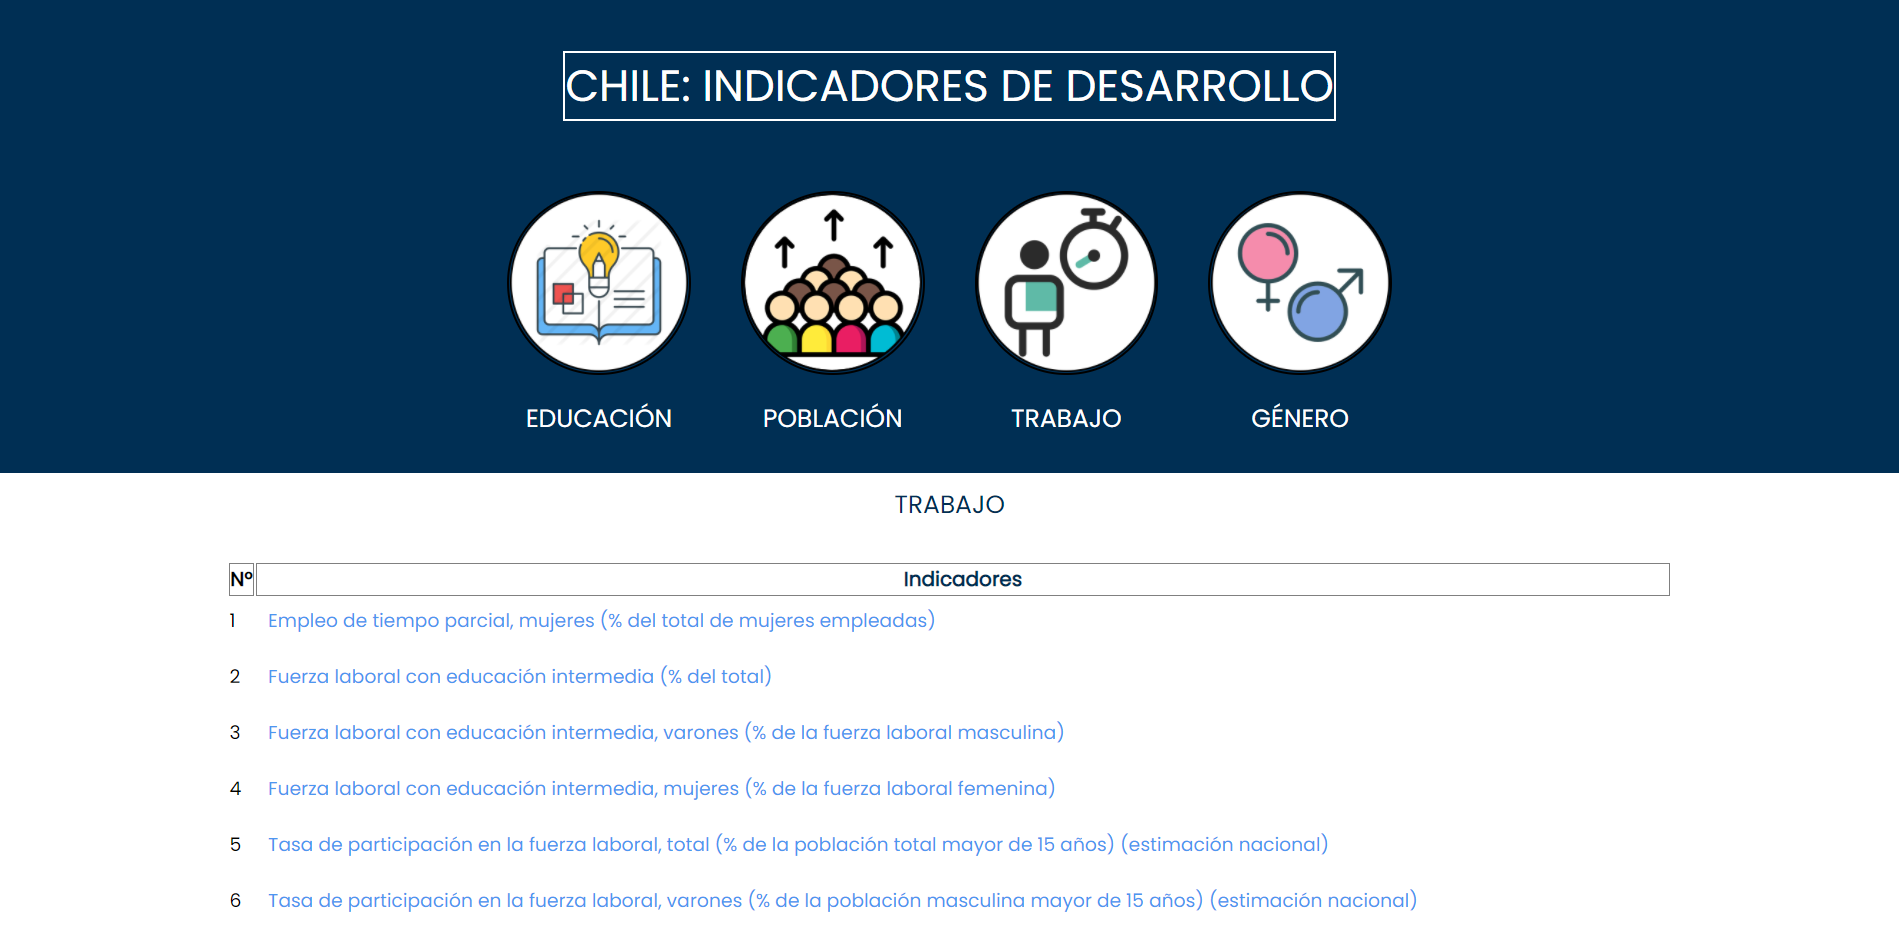 CHILE: INDICADORES DE DESARROLLO
EDUCACIÓN
POBLACIÓN
TRABAJO
GÉNERO
TRABAJO
Nº Indicadores
1 Empleo de tiempo parcial, mujeres (% del total de mujeres empleadas)
2 Fuerza laboral con educación intermedia (% del total)
3 Fuerza laboral con educación intermedia, varones (% de la fuerza laboral masculina)
4 Fuerza laboral con educación intermedia, mujeres (% de la fuerza laboral femenina)
5 Tasa de participación en la fuerza laboral, total (% de la población total mayor de 15 años) (estimación nacional)
6 Tasa de participación en la fuerza laboral, varones (% de la población masculina mayor de 15 años) (estimación nacional)